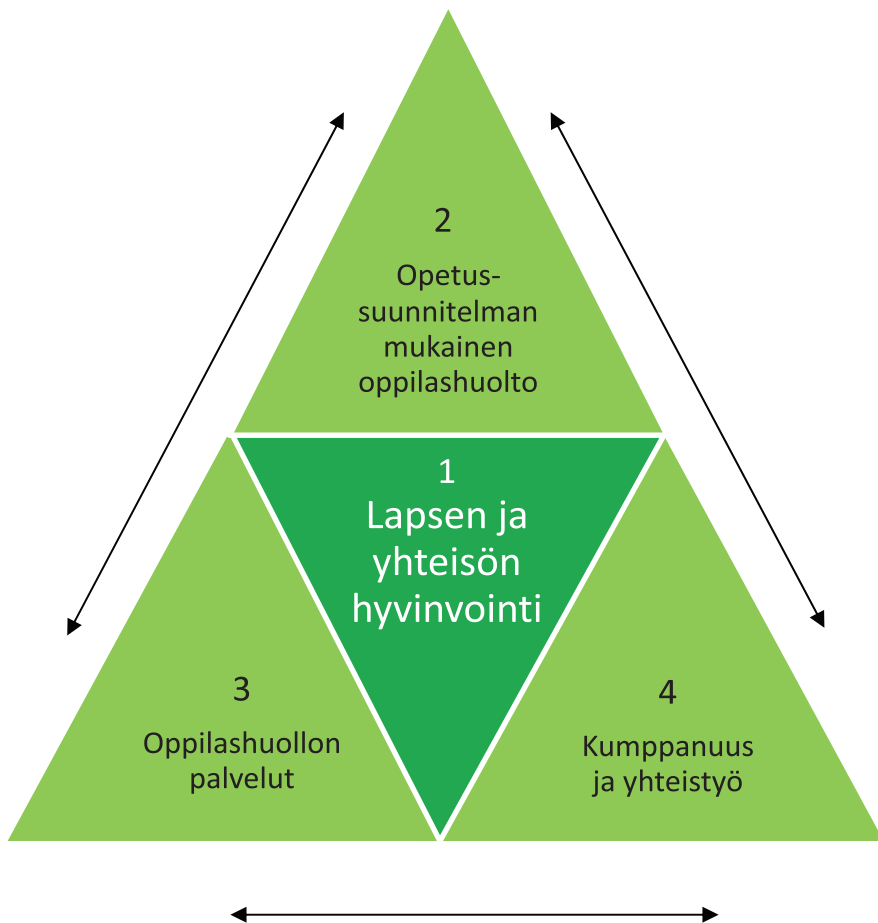 2
Opetus-
suunnitelman
mukainen
oppilashuolto
1
Lapsen ja
yhteisön
hyvinvointi
3
Oppilashuollon
palvelut
4
Kumppanuus
ja yhteistyö